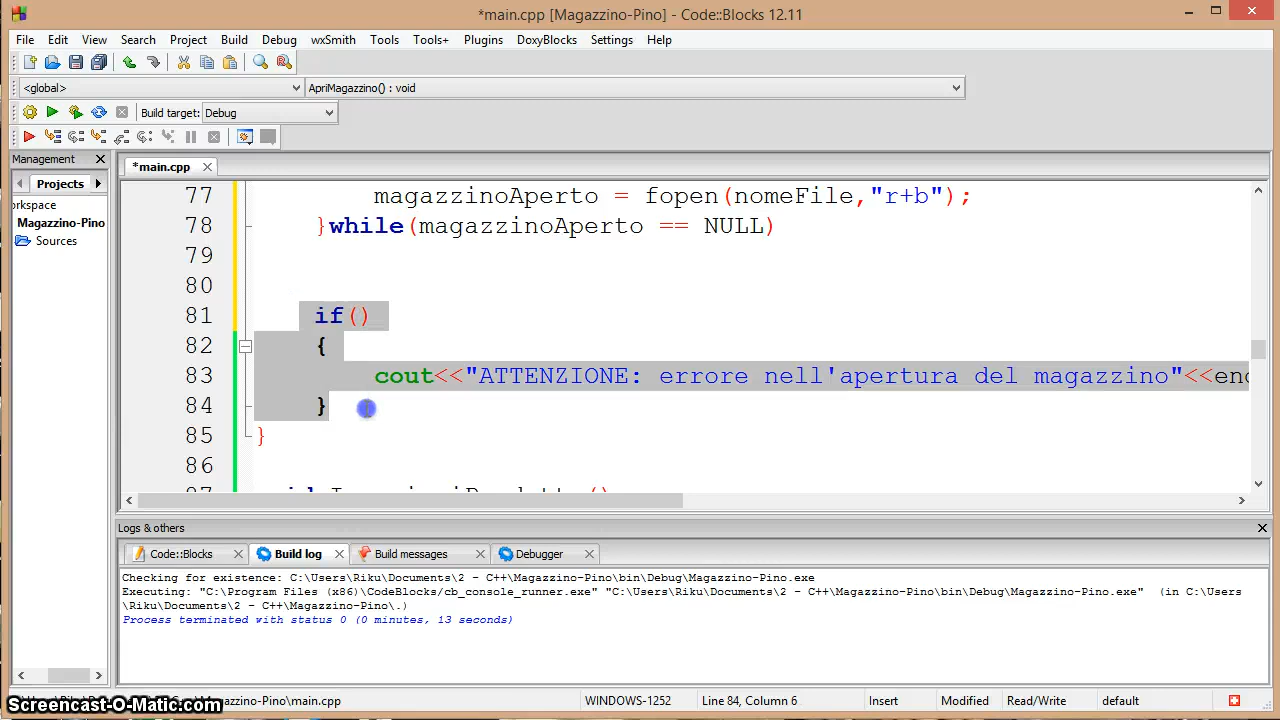 *main.cpp [Magazzino-Pino] - Code::Blocks 12.11
File Edit View Search Project Build Debug wxSmith Tools Tools+ Plugins DoxyBlocks Settings Help
<global> ApriMagazzino() : void
Build target: Debug
Management
*main.cpp
Projects
rkspace
Magazzino-Pino
Sources
77 magazzinoAperto = fopen(nomeFile,"r+b");
78 }while(magazzinoAperto == NULL)
79
80
81 if()
82 {
83 cout<<"ATTENZIONE: errore nell'apertura del magazzino"<<end
84 }
85 }
86
Logs & others
Code::Blocks Build log Build messages Debugger
Checking for existence: C:\Users\Riku\Documents\2 - C++\Magazzino-Pino\bin\Debug\Magazzino-Pino.exe
Executing: "C:\Program Files (x86)\CodeBlocks/cb_console_runner.exe" "C:\Users\Riku\Documents\2 - C++\Magazzino-Pino\bin\Debug\Magazzino-Pino.exe" (in C:\Users
\Riku\Documents\2 - C++\Magazzino-Pino\.)
Process terminated with status 0 (0 minutes, 13 seconds)
Magazzino-Pino\main.cpp WINDOWS-1252 Line 84, Column 6 Insert Modified Read/Write default
Screencast-O-Matic.com